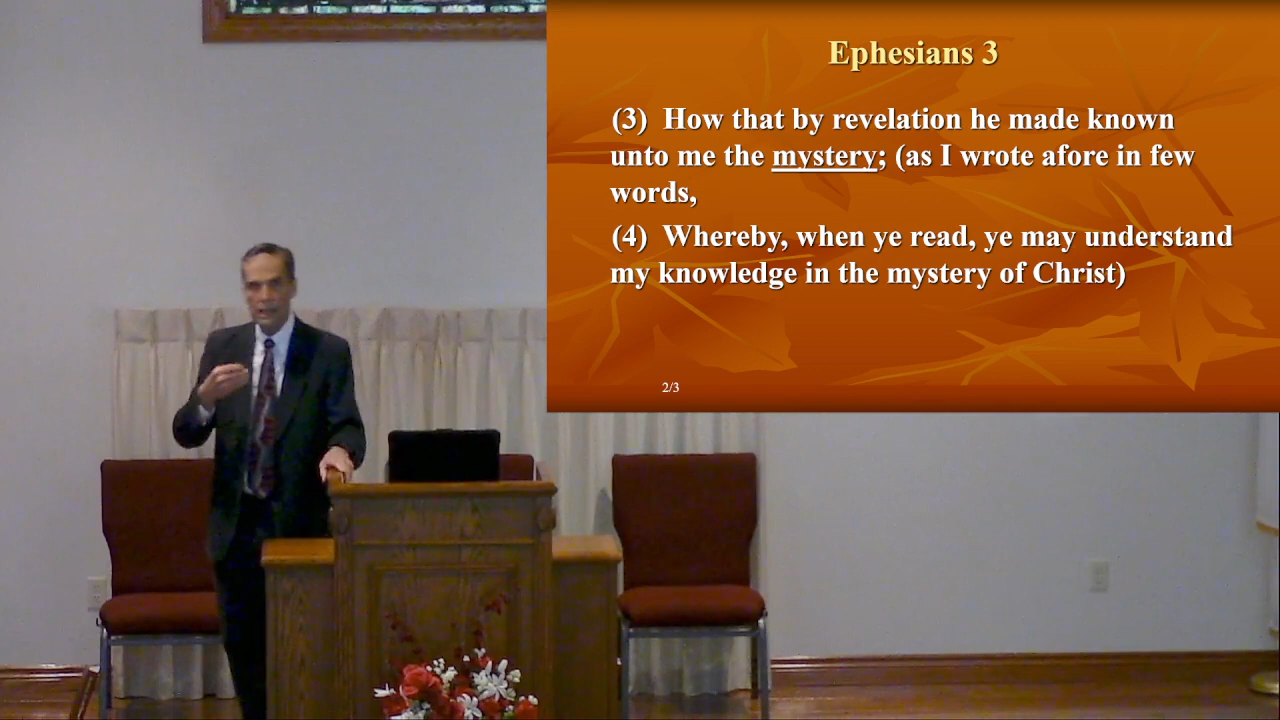 Ephesians 3
(3) How that by revelation he made known
unto me the mystery; (as I wrote afore in few
words,
(4) Whereby, when ye read, ye may understand
my knowledge in the mystery of Christ)
2/3